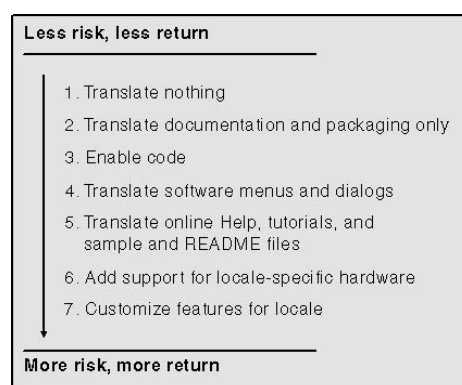 Less risk, less return
1. Translate nothing
2. Translate documentation and packaging only
3. Enable code
4. Translate software menus and dialogs
5. Translate online Help, tutorials, and
sample and README files
6. Add support for locale-specific hardware
7. Customize features for locale
More risk, more return